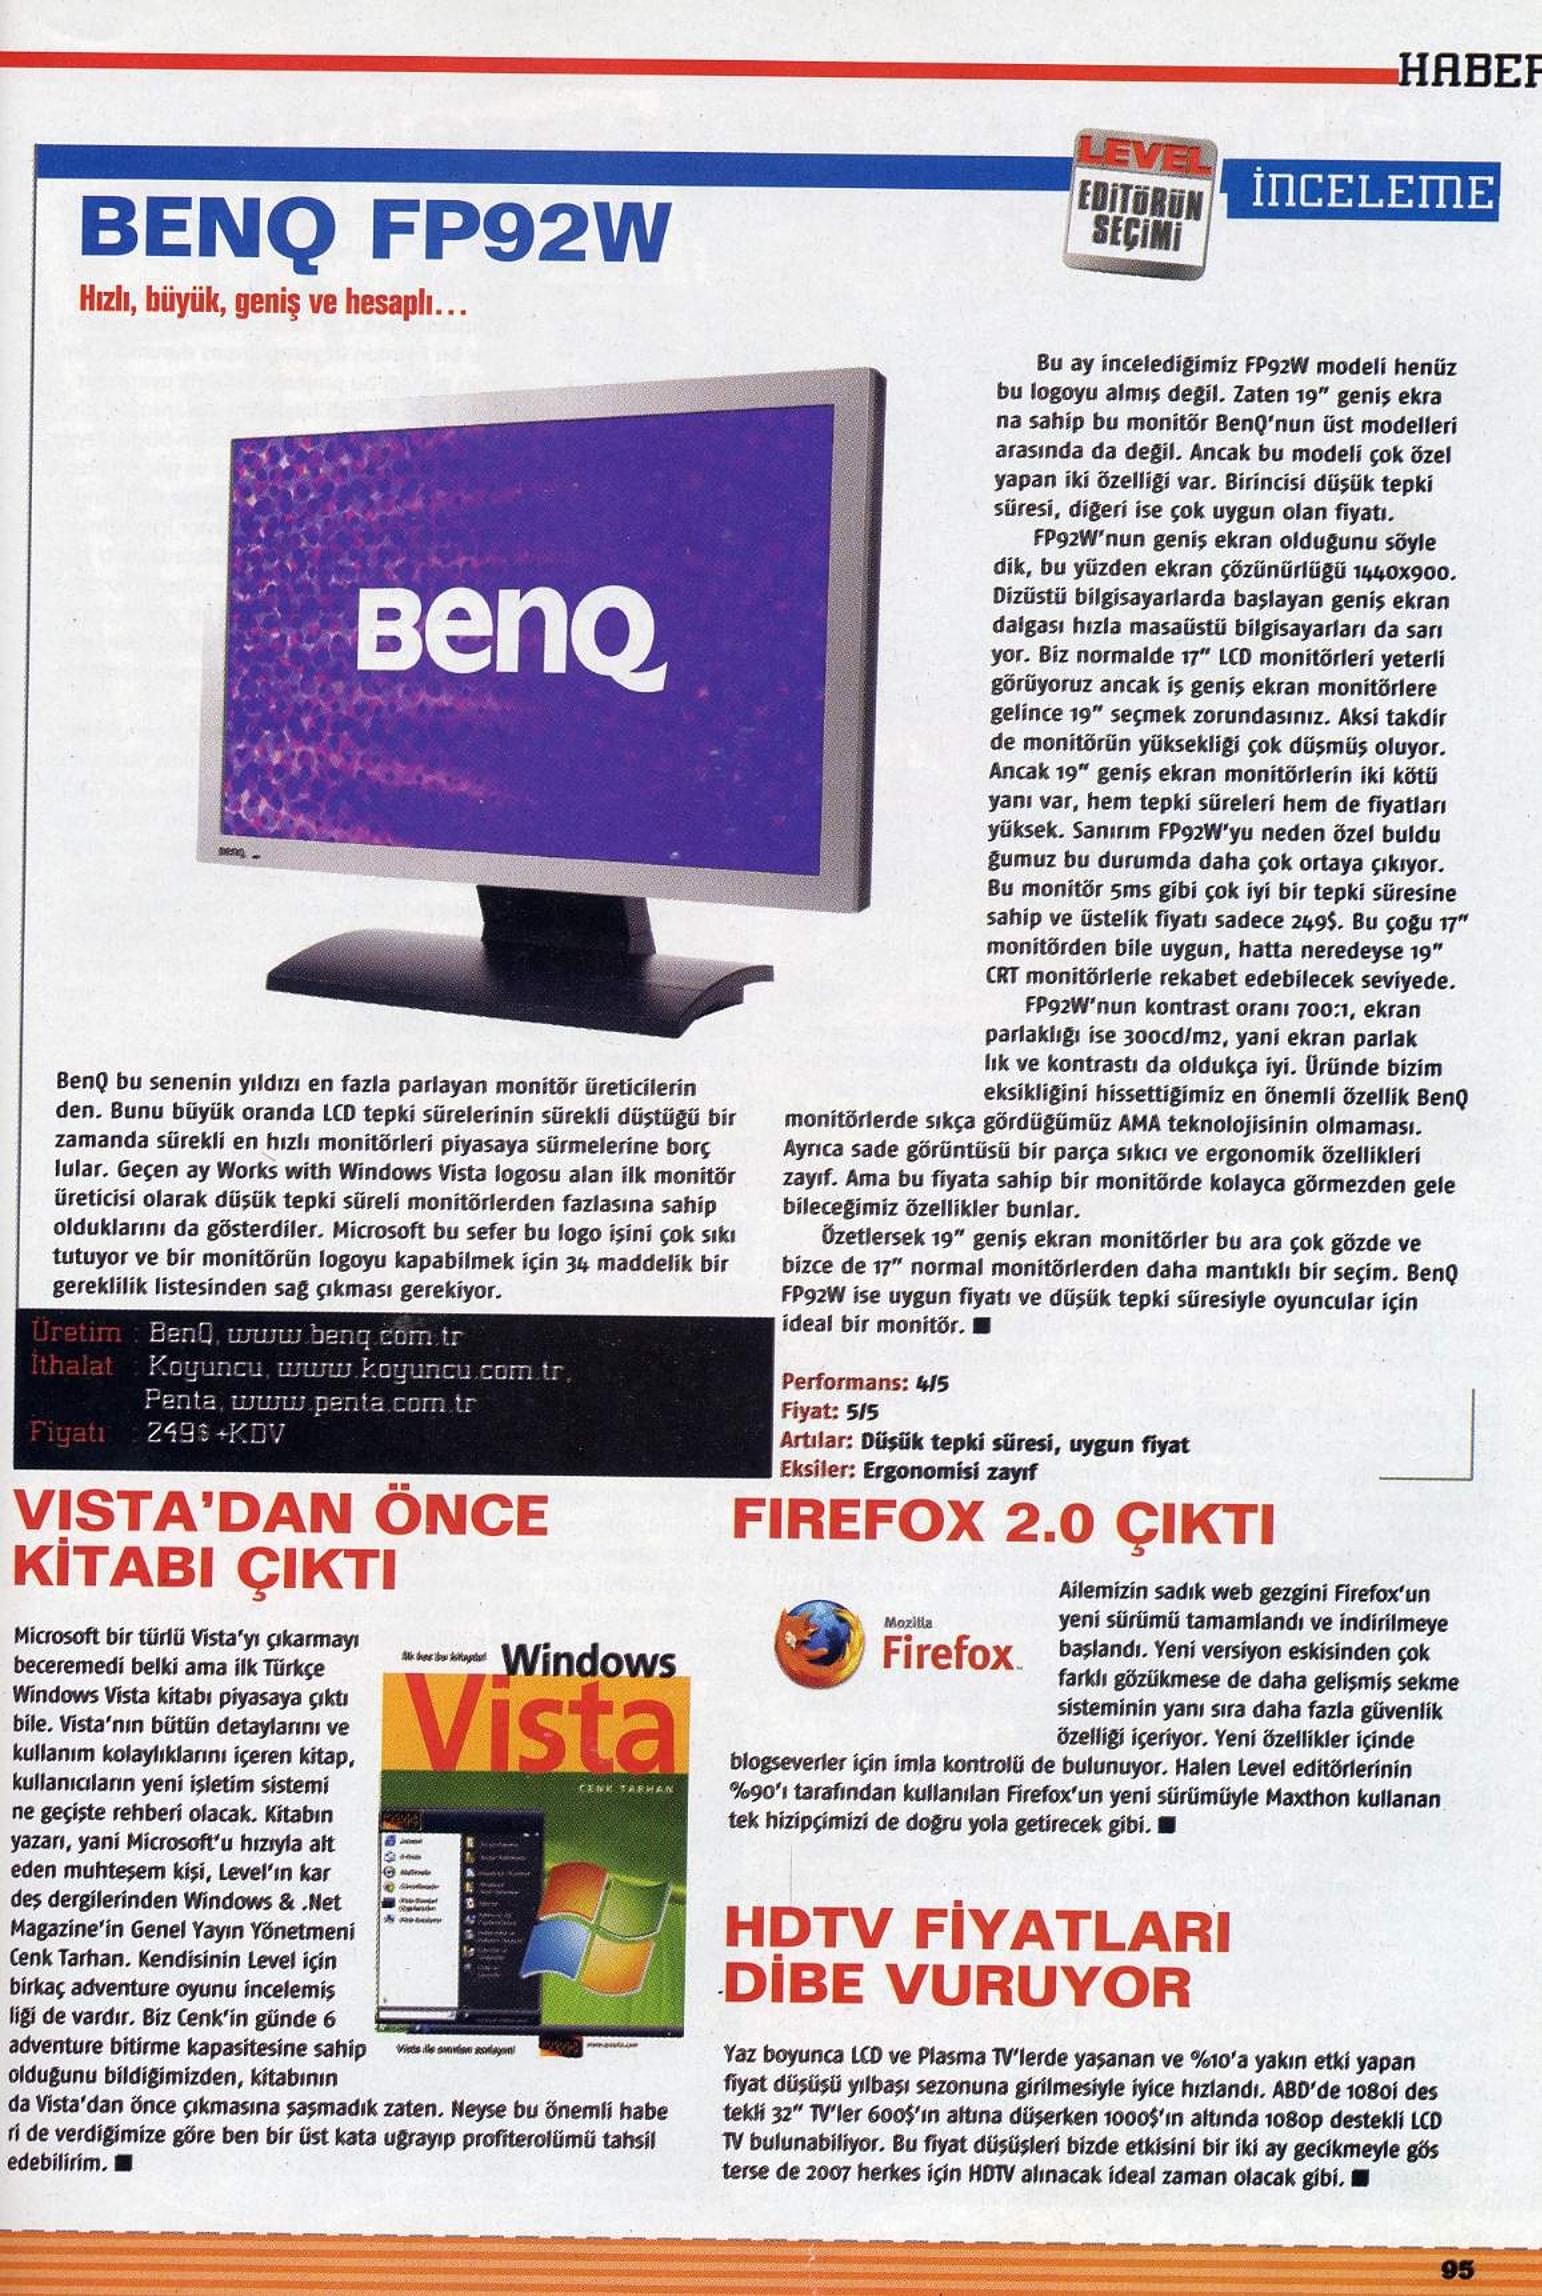 HABER
LEVEL
EDİTÖRÜN
SEÇİMİ
İNCELEME
BENQ FP92W
Hızlı, büyük, geniş ve hesaplı...
BenQ
BenQ
BenQ bu senenin yıldızı en fazla parlayan monitör üreticilerin
den. Bunu büyük oranda LCD tepki sürelerinin sürekli düştüğü bir
zamanda sürekli en hızlı monitörleri piyasaya sürmelerine borç
lular. Geçen ay Works with Windows Vista logosu alan ilk monitör
üreticisi olarak düşük tepki süreli monitörlerden fazlasına sahip
olduklarını da gösterdiler. Microsoft bu sefer bu logo işini çok sıkı
tutuyor ve bir monitörün logoyu kapabilmek için 34 maddelik bir
gereklilik listesinden sağ çıkması gerekiyor.
Bu ay incelediğimiz FP92W modeli henüz
bu logoyu almış değil. Zaten 19" geniş ekra
na sahip bu monitör BenQ'nun üst modelleri
arasında da değil. Ancak bu modeli çok özel
yapan iki özelliği var. Birincisi düşük tepki
süresi, diğeri ise çok uygun olan fiyatı.
FP92W'nun geniş ekran olduğunu söyle
dik, bu yüzden ekran çözünürlüğü 1440x900.
Dizüstü bilgisayarlarda başlayan geniş ekran
dalgası hızla masaüstü bilgisayarları da sarı
yor. Biz normalde 17" LCD monitörleri yeterli
görüyoruz ancak iş geniş ekran monitörlere
gelince 19" seçmek zorundasınız. Aksi takdir
de monitörün yüksekliği çok düşmüş oluyor.
Ancak 19" geniş ekran monitörlerin iki kötü
yanı var, hem tepki süreleri hem de fiyatları
yüksek. Sanırım FP92W'yu neden özel buldu
ğumuz bu durumda daha çok ortaya çıkıyor.
Bu monitör 5ms gibi çok iyi bir tepki süresine
sahip ve üstelik fiyatı sadece 249$. Bu çoğu 17"
monitörden bile uygun, hatta neredeyse 19"
CRT monitörlerle rekabet edebilecek seviyede.
FP92W'nun kontrast oranı 700:1, ekran
parlaklığı ise 300cd/m2, yani ekran parlak
lık ve kontrastı da oldukça iyi. Üründe bizim
eksikliğini hissettiğimiz en önemli özellik BenQ
monitörlerde sıkça gördüğümüz AMA teknolojisinin olmaması.
Ayrıca sade görüntüsü bir parça sıkıcı ve ergonomik özellikleri
zayıf. Ama bu fiyata sahip bir monitörde kolayca görmezden gele
bileceğimiz özellikler bunlar.
Özetlersek 19" geniş ekran monitörler bu ara çok gözde ve
bizce de 17" normal monitörlerden daha mantıklı bir seçim. BenQ
FP92W ise uygun fiyatı ve düşük tepki süresiyle oyuncular için
ideal bir monitör. ■
Üretim : BenQ, www.benq.com.tr
İthalat : Koyuncu, www.koyuncu.com.tr,
Penta, www.penta.com.tr
Fiyatı : 249$+KDV
Performans: 4/5
Fiyat: 5/5
Artılar: Düşük tepki süresi, uygun fiyat
Eksiler: Ergonomisi zayıf
VISTA'DAN ÖNCE
KİTABI ÇIKTI
Microsoft bir türlü Vista'yı çıkarmayı
beceremedi belki ama ilk Türkçe
Windows Vista kitabı piyasaya çıktı
bile. Vista'nın bütün detaylarını ve
kullanım kolaylıklarını içeren kitap,
kullanıcıların yeni işletim sistemi
ne geçişte rehberi olacak. Kitabın
yazarı, yani Microsoft'u hızıyla alt
eden muhteşem kişi, Level'ın kar
deş dergilerinden Windows & .Net
Magazine'in Genel Yayın Yönetmeni
Cenk Tarhan. Kendisinin Level için
birkaç adventure oyunu incelemiş
liği de vardır. Biz Cenk'in günde 6
adventure bitirme kapasitesine sahip
olduğunu bildiğimizden, kitabının
da Vista'dan önce çıkmasına şaşmadık zaten. Neyse bu önemli habe
ri de verdiğimize göre ben bir üst kata uğrayıp profiterolümü tahsil
edebilirim. ■
Windows
Vista
CENK TARHAN
FIREFOX 2.0 ÇIKTI
Mozilla
Firefox
Ailemizin sadık web gezgini Firefox'un
yeni sürümü tamamlandı ve indirilmeye
başlandı. Yeni versiyon eskisinden çok
farklı gözükmese de daha gelişmiş sekme
sisteminin yanı sıra daha fazla güvenlik
özelliği içeriyor. Yeni özellikler içinde
blogseverler için imla kontrolü de bulunuyor. Halen Level editörlerinin
%90'ı tarafından kullanılan Firefox'un yeni sürümüyle Maxthon kullanan
tek hizipçimizi de doğru yola getirecek gibi. ■
HDTV FİYATLARI
DİBE VURUYOR
Yaz boyunca LCD ve Plasma TV'lerde yaşanan ve %10'a yakın etki yapan
fiyat düşüşü yılbaşı sezonuna girilmesiyle iyice hızlandı. ABD'de 1080i des
tekli 32" TV'ler 600$'ın altına düşerken 1000$'ın altında 1080p destekli LCD
TV bulunabiliyor. Bu fiyat düşüşleri bizde etkisini bir iki ay gecikmeyle gös
terse de 2007 herkes için HDTV alınacak ideal zaman olacak gibi. ■
95